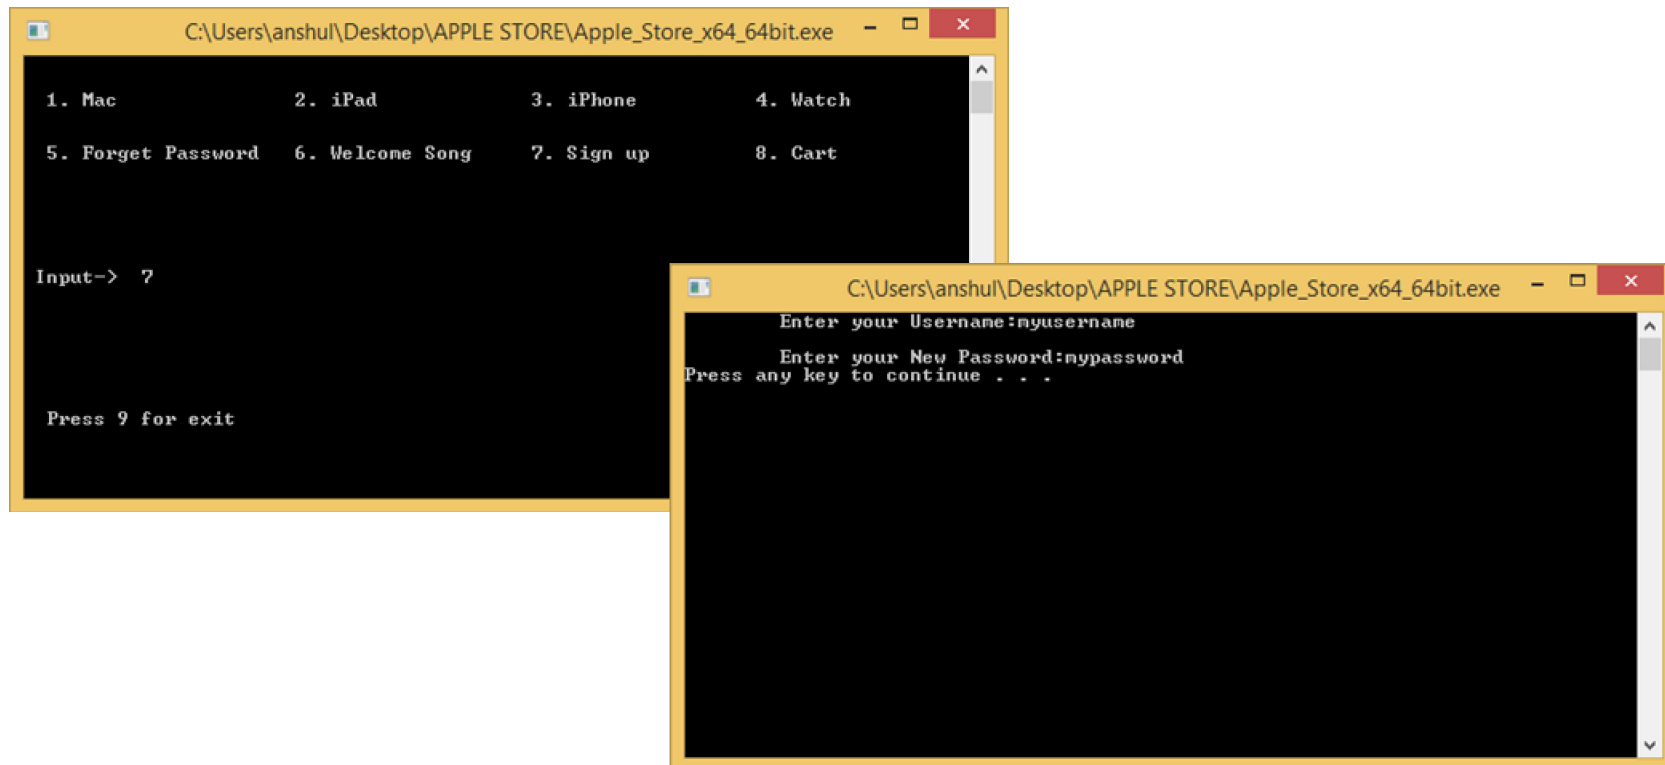 C:\Users\anshul\Desktop\APPLE STORE\Apple_Store_x64_64bit.exe
1. Mac 2. iPad 3. iPhone 4. Watch
5. Forget Password 6. Welcome Song 7. Sign up 8. Cart
Input-> 7
Press 9 for exit
C:\Users\anshul\Desktop\APPLE STORE\Apple_Store_x64_64bit.exe
Enter your Username:myusername
Enter your New Password:mypassword
Press any key to continue . . .